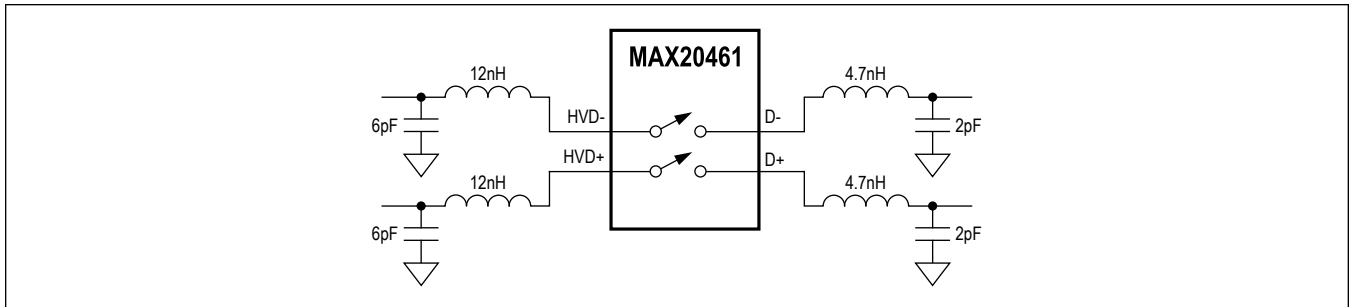 MAX20461
12nH
4.7nH
HVD-
D-
6pF
2pF
HVD+
D+
12nH
4.7nH
6pF
2pF